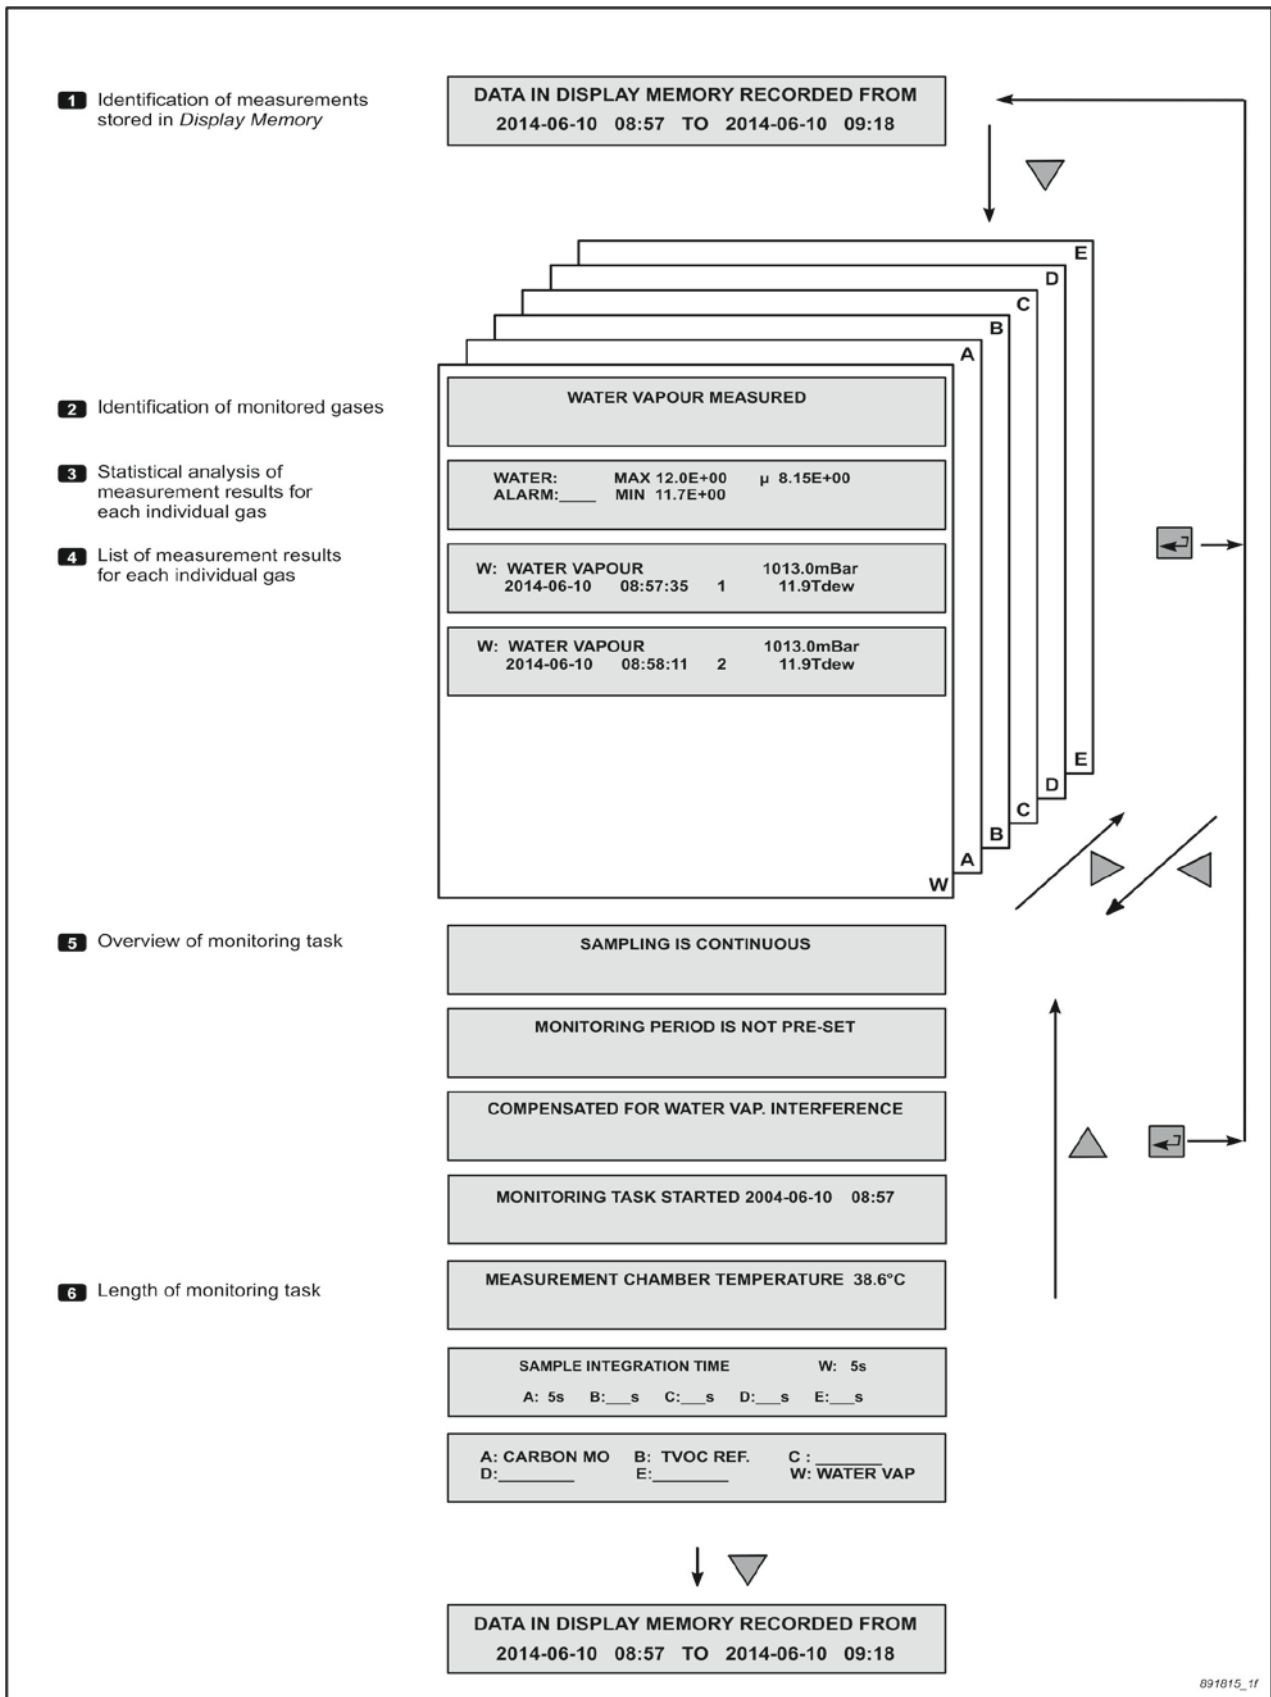 1 Identification of measurements
stored in Display Memory
DATA IN DISPLAY MEMORY RECORDED FROM
2014-06-10 08:57 TO 2014-06-10 09:18
E
D
C
B
A
2 Identification of monitored gases
WATER VAPOUR MEASURED
3 Statistical analysis of
measurement results for
each individual gas
WATER: MAX 12.0E+00 µ 8.15E+00
ALARM:____ MIN 11.7E+00
4 List of measurement results
for each individual gas
W: WATER VAPOUR 1013.0mBar
2014-06-10 08:57:35 1 11.9Tdew
W: WATER VAPOUR 1013.0mBar
2014-06-10 08:58:11 2 11.9Tdew
E
D
C
B
A
W
5 Overview of monitoring task
SAMPLING IS CONTINUOUS
MONITORING PERIOD IS NOT PRE-SET
COMPENSATED FOR WATER VAP. INTERFERENCE
MONITORING TASK STARTED 2004-06-10 08:57
6 Length of monitoring task
MEASUREMENT CHAMBER TEMPERATURE 38.6°C
SAMPLE INTEGRATION TIME W: 5s
A: 5s B:___s C:___s D:___s E:___s
A: CARBON MO B: TVOC REF. C : _______
D:________ E:________ W: WATER VAP
DATA IN DISPLAY MEMORY RECORDED FROM
2014-06-10 08:57 TO 2014-06-10 09:18
891815_1f